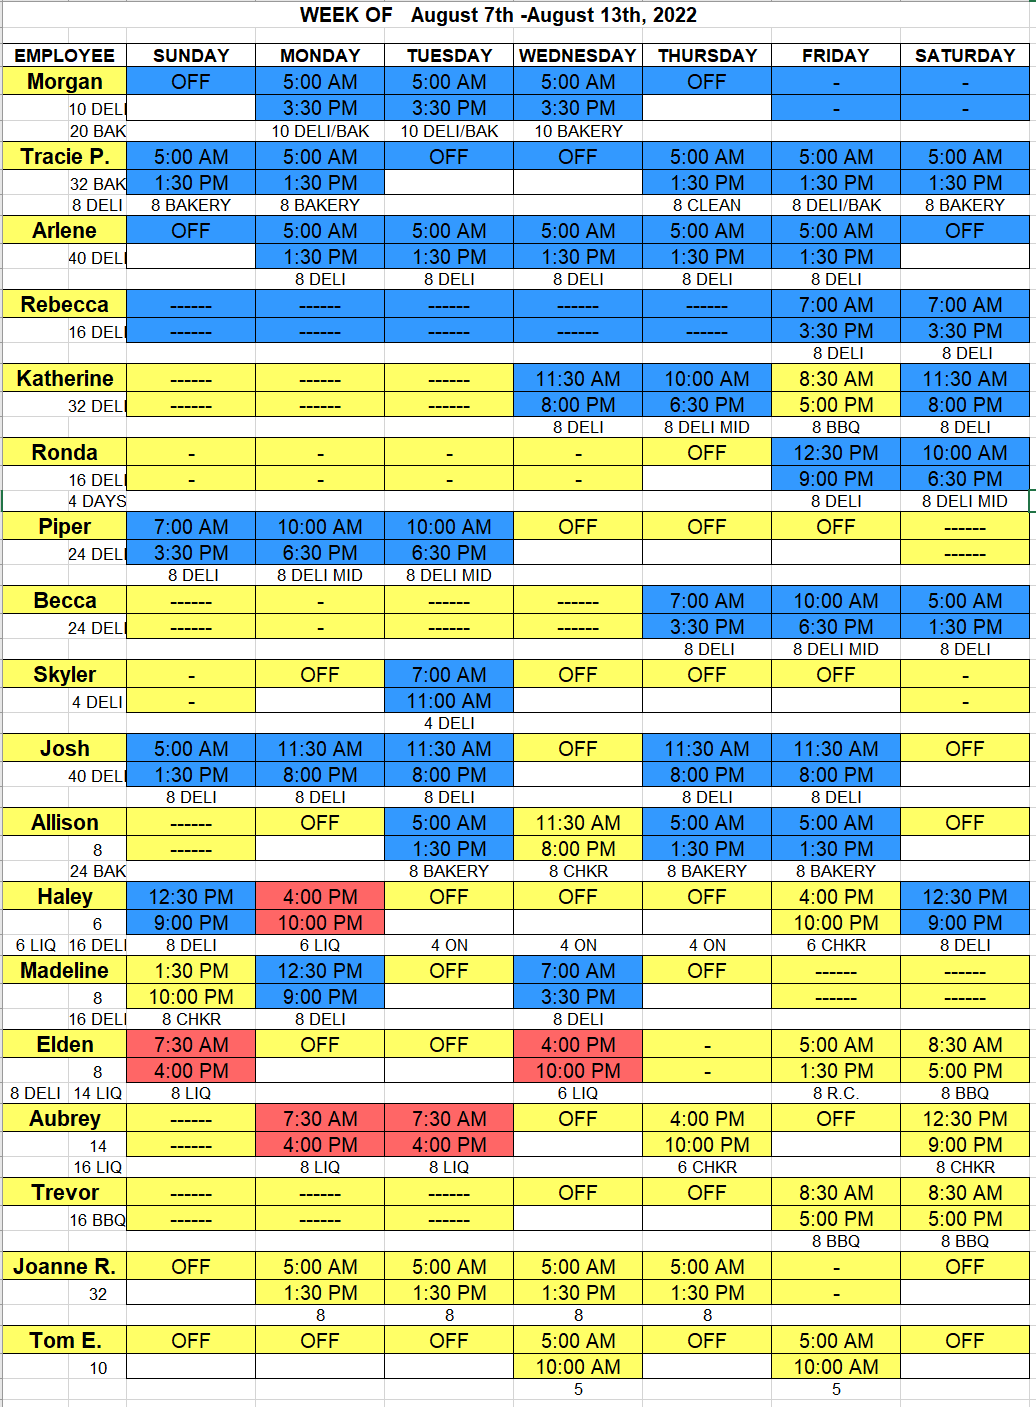 WEEK OF August 7th -August 13th, 2022
EMPLOYEE SUNDAY MONDAY TUESDAY WEDNESDAY THURSDAY FRIDAY SATURDAY
Morgan OFF 5:00 AM 5:00 AM 5:00 AM OFF - -
10 DELI 3:30 PM 3:30 PM 3:30 PM - -
20 BAK 10 DELI/BAK 10 DELI/BAK 10 BAKERY
Tracie P. 5:00 AM 5:00 AM OFF OFF 5:00 AM 5:00 AM 5:00 AM
32 BAK 1:30 PM 1:30 PM 1:30 PM 1:30 PM 1:30 PM
8 DELI 8 BAKERY 8 BAKERY 8 CLEAN 8 DELI/BAK 8 BAKERY
Arlene OFF 5:00 AM 5:00 AM 5:00 AM 5:00 AM 5:00 AM OFF
40 DELI 1:30 PM 1:30 PM 1:30 PM 1:30 PM 1:30 PM
8 DELI 8 DELI 8 DELI 8 DELI 8 DELI
Rebecca ------ ------ ------ ------ ------ 7:00 AM 7:00 AM
16 DELI ------ ------ ------ ------ ------ 3:30 PM 3:30 PM
8 DELI 8 DELI
Katherine ------ ------ ------ 11:30 AM 10:00 AM 8:30 AM 11:30 AM
32 DELI ------ ------ ------ 8:00 PM 6:30 PM 5:00 PM 8:00 PM
8 DELI 8 DELI MID 8 BBQ 8 DELI
Ronda - - - - OFF 12:30 PM 10:00 AM
16 DELI - - - - 9:00 PM 6:30 PM
4 DAYS 8 DELI 8 DELI MID
Piper 7:00 AM 10:00 AM 10:00 AM OFF OFF OFF ------
24 DELI 3:30 PM 6:30 PM 6:30 PM ------
8 DELI 8 DELI MID 8 DELI MID
Becca ------ - ------ ------ 7:00 AM 10:00 AM 5:00 AM
24 DELI ------ - ------ ------ 3:30 PM 6:30 PM 1:30 PM
8 DELI 8 DELI MID 8 DELI
Skyler - OFF 7:00 AM OFF OFF OFF -
4 DELI - 11:00 AM -
4 DELI
Josh 5:00 AM 11:30 AM 11:30 AM OFF 11:30 AM 11:30 AM OFF
40 DELI 1:30 PM 8:00 PM 8:00 PM 8:00 PM 8:00 PM
8 DELI 8 DELI 8 DELI 8 DELI 8 DELI
Allison ------ OFF 5:00 AM 11:30 AM 5:00 AM 5:00 AM OFF
8 ------ 1:30 PM 8:00 PM 1:30 PM 1:30 PM
24 BAK 8 BAKERY 8 CHKR 8 BAKERY 8 BAKERY
Haley 12:30 PM 4:00 PM OFF OFF OFF 4:00 PM 12:30 PM
6 9:00 PM 10:00 PM 10:00 PM 9:00 PM
6 LIQ 16 DELI 8 DELI 6 LIQ 4 ON 4 ON 4 ON 6 CHKR 8 DELI
Madeline 1:30 PM 12:30 PM OFF 7:00 AM OFF ------ ------
8 10:00 PM 9:00 PM 3:30 PM ------ ------
16 DELI 8 CHKR 8 DELI 8 DELI
Elden 7:30 AM OFF OFF 4:00 PM - 5:00 AM 8:30 AM
8 4:00 PM 10:00 PM - 1:30 PM 5:00 PM
8 DELI 14 LIQ 8 LIQ 6 LIQ 8 R.C. 8 BBQ
Aubrey ------ 7:30 AM 7:30 AM OFF 4:00 PM OFF 12:30 PM
14 ------ 4:00 PM 4:00 PM 10:00 PM 9:00 PM
16 LIQ 8 LIQ 8 LIQ 6 CHKR 8 CHKR
Trevor ------ ------ ------ OFF OFF 8:30 AM 8:30 AM
16 BBQ ------ ------ ------ 5:00 PM 5:00 PM
8 BBQ 8 BBQ
Joanne R. OFF 5:00 AM 5:00 AM 5:00 AM 5:00 AM - OFF
32 1:30 PM 1:30 PM 1:30 PM 1:30 PM -
8 8 8 8
Tom E. OFF OFF OFF 5:00 AM OFF 5:00 AM OFF
10 10:00 AM 10:00 AM
5 5